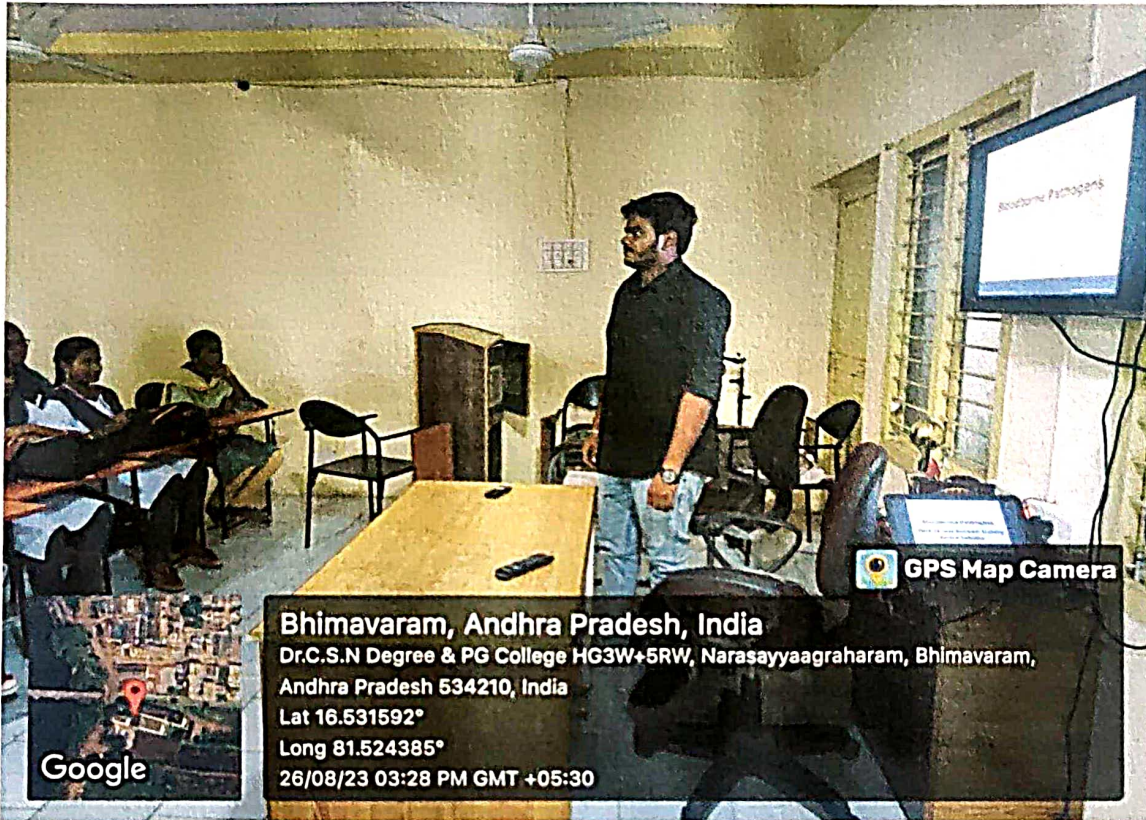 Bloodborne Pathogens
GPS Map Camera
Bhimavaram, Andhra Pradesh, India
Dr.C.S.N Degree & PG College HG3W+5RW, Narasayyaagraharam, Bhimavaram,
Andhra Pradesh 534210, India
Lat 16.531592°
Long 81.524385°
26/08/23 03:28 PM GMT +05:30
Google